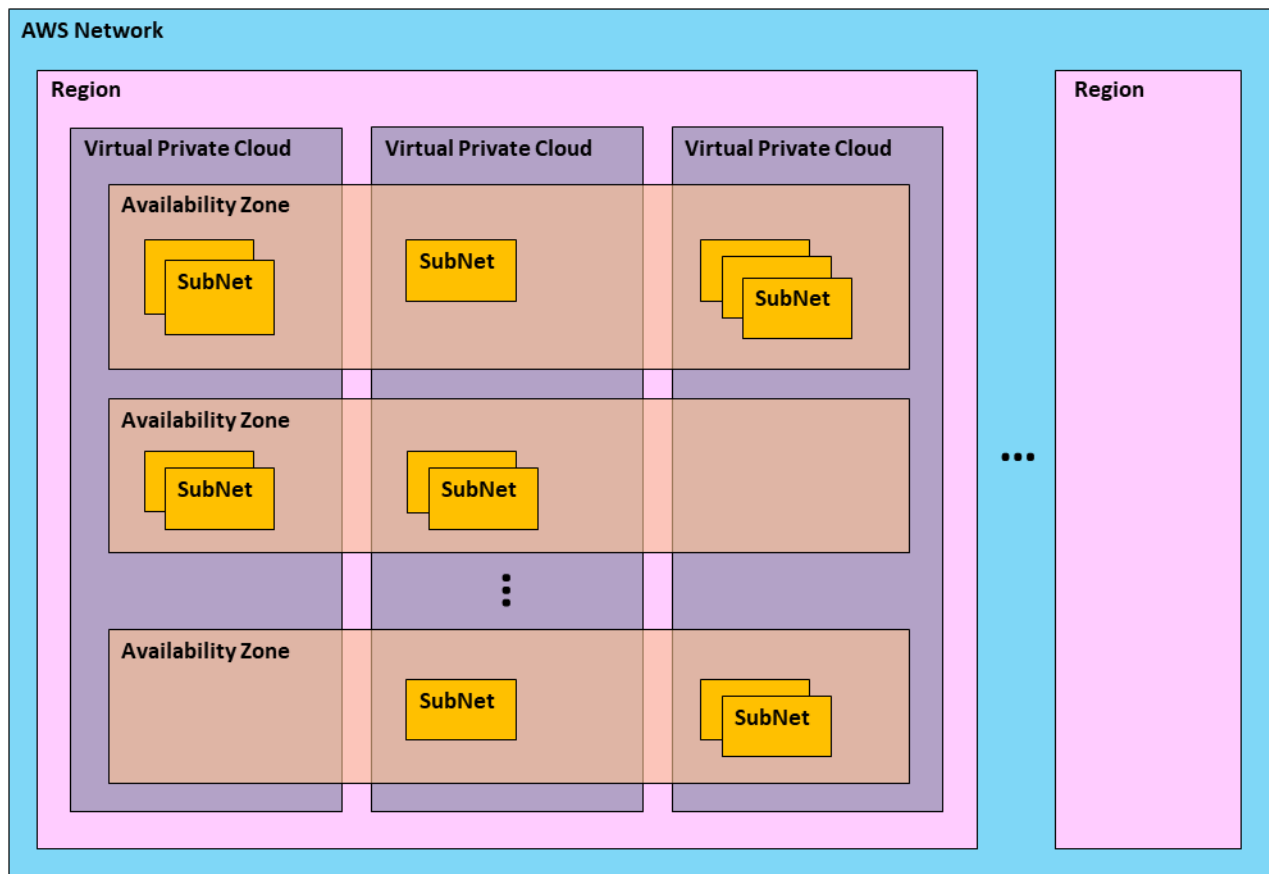 AWS Network
Region
Region
Virtual Private Cloud
Virtual Private Cloud
Virtual Private Cloud
Availability Zone
SubNet
SubNet
SubNet
Availability Zone
SubNet
SubNet
...
⋮
Availability Zone
SubNet
SubNet